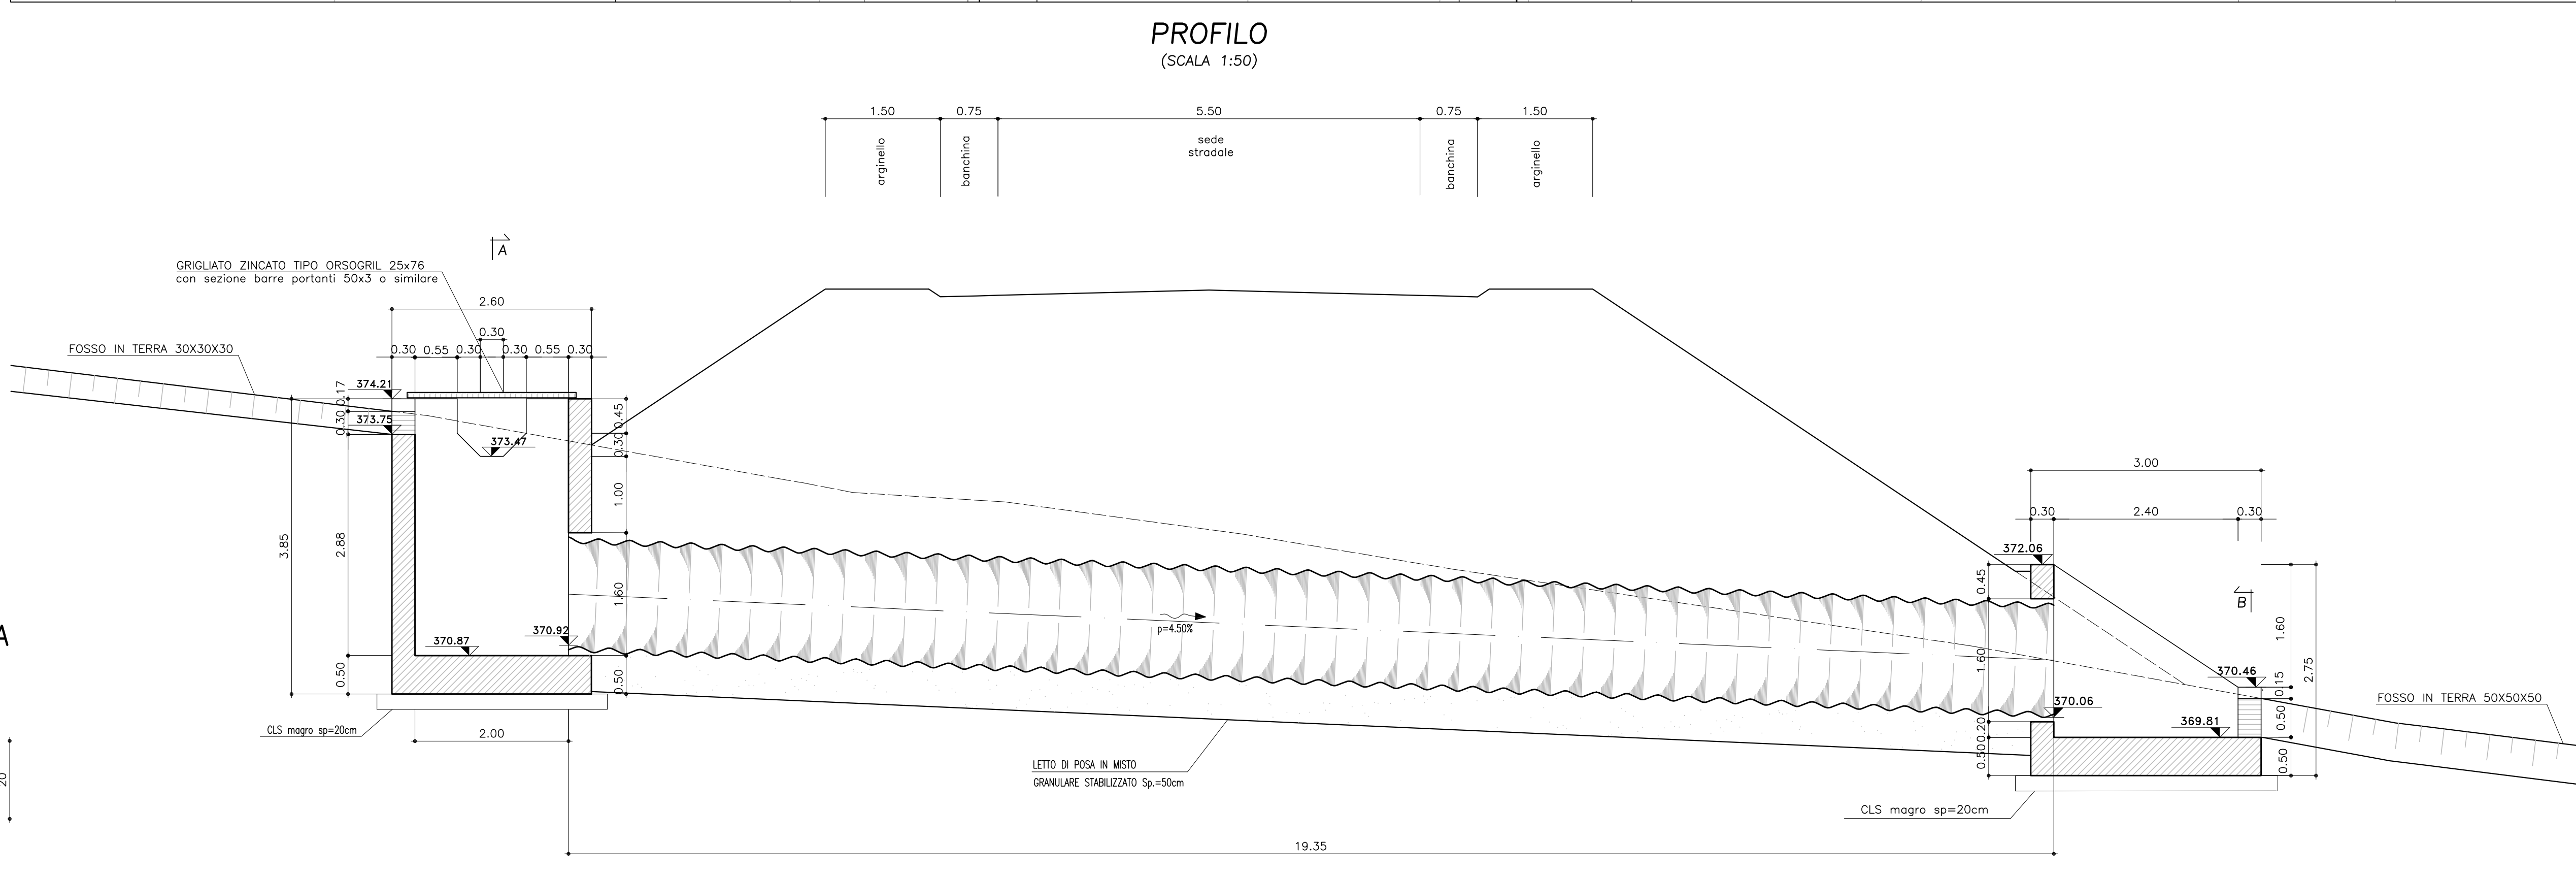 PROFILO
(SCALA 1:50)
1.50
0.75
5.50
0.75
1.50
arginello
banchina
sede
stradale
banchina
arginello
A
GRIGLIATO ZINCATO TIPO ORSOGRIL 25x76
con sezione barre portanti 50x3 o similare
2.60
0.30
0.30
0.55
0.30
0.30
0.55
0.30
FOSSO IN TERRA 30X30X30
374.21
0.17
0.30
373.75
373.47
0.45
0.30
1.00
3.85
2.88
1.60
370.87
370.92
0.50
0.50
CLS magro sp=20cm
2.00
A
20
p=4.50%
LETTO DI POSA IN MISTO
GRANULARE STABILIZZATO Sp.=50cm
19.35
3.00
0.30
2.40
0.30
372.06
0.45
B
1.60
1.60
2.75
370.46
0.15
370.06
369.81
0.50
0.20
0.50
0.50
FOSSO IN TERRA 50X50X50
CLS magro sp=20cm